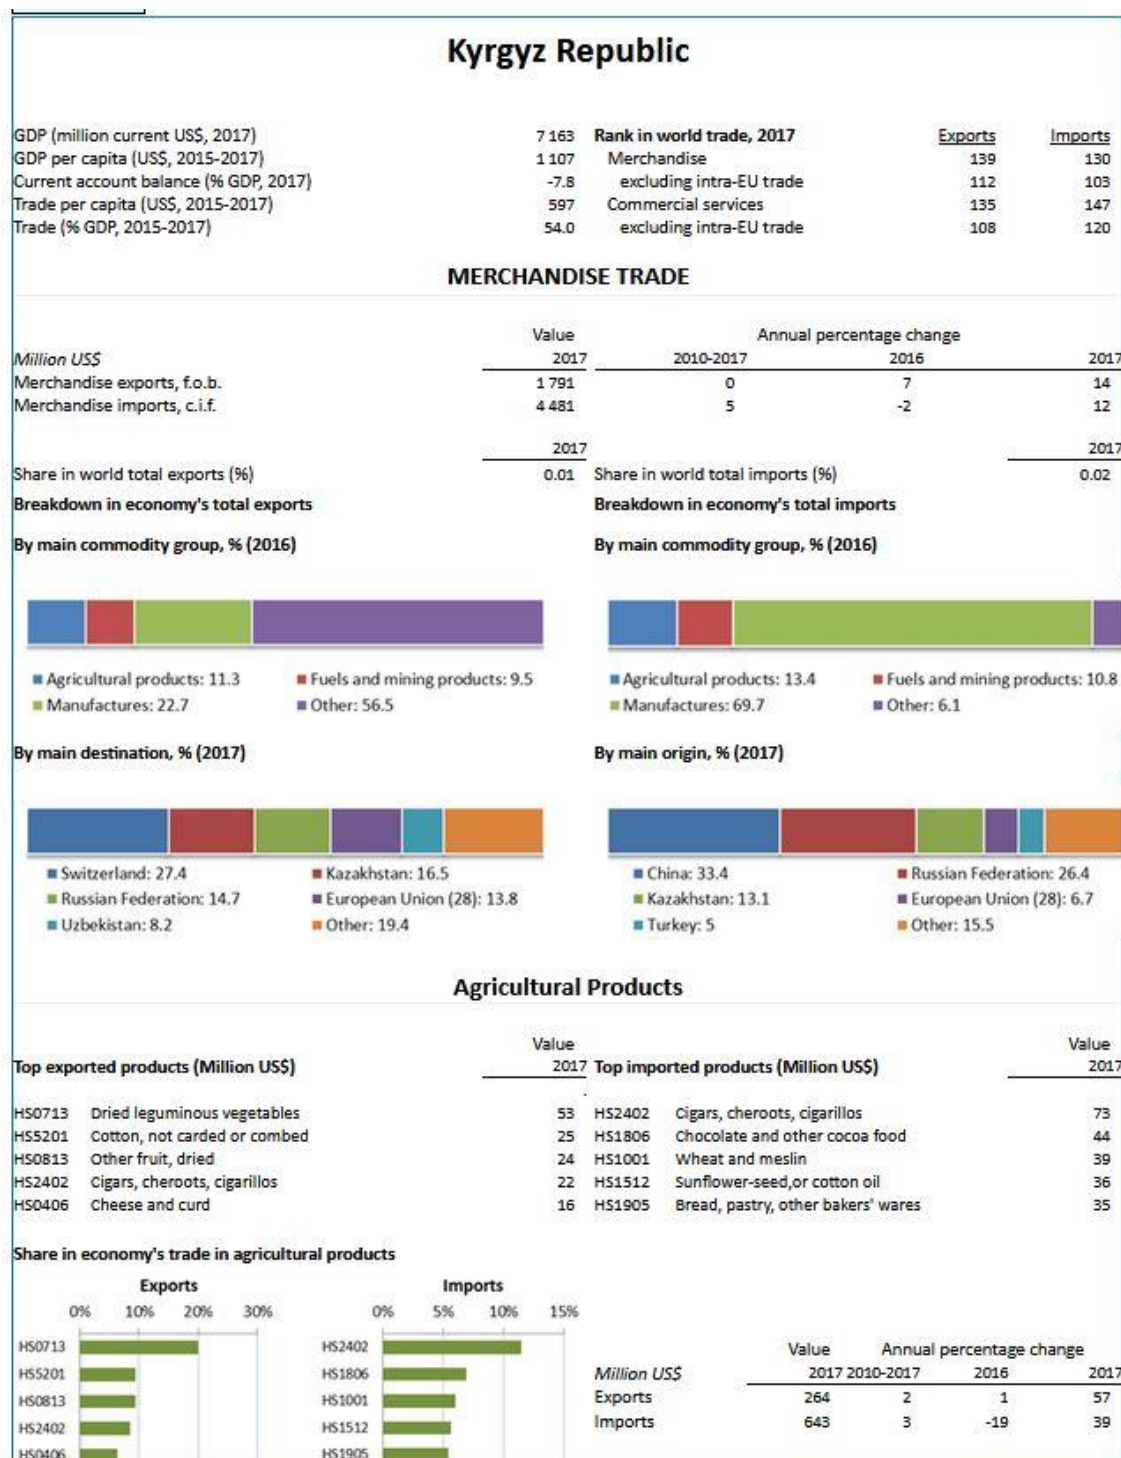 Kyrgyz Republic
GDP (million current US$, 2017) 7 163 Rank in world trade, 2017 Exports Imports
GDP per capita (US$, 2015-2017) 1 107 Merchandise 139 130
Current account balance (% GDP, 2017) -7.8 excluding intra-EU trade 112 103
Trade per capita (US$, 2015-2017) 597 Commercial services 135 147
Trade (% GDP, 2015-2017) 54.0 excluding intra-EU trade 108 120
MERCHANDISE TRADE
Value Annual percentage change
Million US$ 2017 2010-2017 2016 2017
Merchandise exports, f.o.b. 1 791 0 7 14
Merchandise imports, c.i.f. 4 481 5 -2 12
2017 2017
Share in world total exports (%) 0.01 Share in world total imports (%) 0.02
Breakdown in economy's total exports Breakdown in economy's total imports
By main commodity group, % (2016) By main commodity group, % (2016)
Agricultural products: 11.3 Fuels and mining products: 9.5 Agricultural products: 13.4 Fuels and mining products: 10.8
Manufactures: 22.7 Other: 56.5 Manufactures: 69.7 Other: 6.1
By main destination, % (2017) By main origin, % (2017)
Switzerland: 27.4 Kazakhstan: 16.5 China: 33.4 Russian Federation: 26.4
Russian Federation: 14.7 European Union (28): 13.8 Kazakhstan: 13.1 European Union (28): 6.7
Uzbekistan: 8.2 Other: 19.4 Turkey: 5 Other: 15.5
Agricultural Products
Value Value
Top exported products (Million US$) 2017 Top imported products (Million US$) 2017
HS0713 Dried leguminous vegetables 53 HS2402 Cigars, cheroots, cigarillos 73
HS5201 Cotton, not carded or combed 25 HS1806 Chocolate and other cocoa food 44
HS0813 Other fruit, dried 24 HS1001 Wheat and meslin 39
HS2402 Cigars, cheroots, cigarillos 22 HS1512 Sunflower-seed,or cotton oil 36
HS0406 Cheese and curd 16 HS1905 Bread, pastry, other bakers' wares 35
Share in economy's trade in agricultural products
Exports Imports
0% 10% 20% 30% 0% 5% 10% 15%
HS0713 HS2402 Value Annual percentage change
HS5201 HS1806 Million US$ 2017 2010-2017 2016 2017
HS0813 HS1001 Exports 264 2 1 57
HS2402 HS1512 Imports 643 3 -19 39
HS0406 HS1905